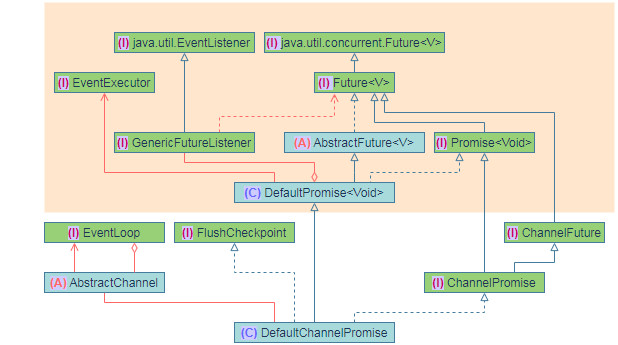 (I) java.util.EventListener
(I) java.util.concurrent.Future<V>
(I) EventExecutor
(I) Future<V>
(I) GenericFutureListener
(A) AbstractFuture<V>
(I) Promise<Void>
(C) DefaultPromise<Void>
(I) EventLoop
(I) FlushCheckpoint
(I) ChannelFuture
(A) AbstractChannel
(I) ChannelPromise
(C) DefaultChannelPromise